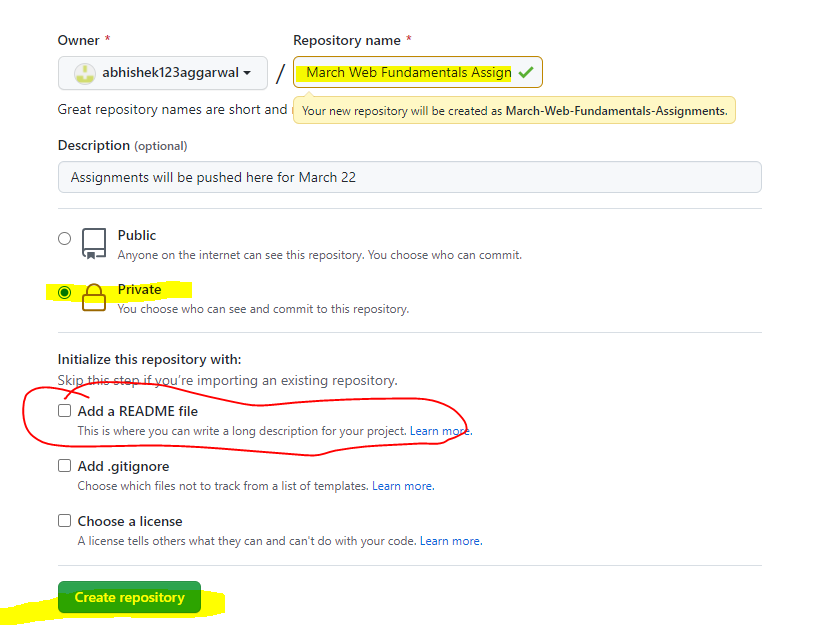 Owner * Repository name *
abhishek123aggarwal / March Web Fundamentals Assign
Great repository names are short and
Your new repository will be created as March-Web-Fundamentals-Assignments.
Description (optional)
Assignments will be pushed here for March 22
Public
Anyone on the internet can see this repository. You choose who can commit.
Private
You choose who can see and commit to this repository.
Initialize this repository with:
Skip this step if you're importing an existing repository.
Add a README file
This is where you can write a long description for your project. Learn more.
Add .gitignore
Choose which files not to track from a list of templates. Learn more.
Choose a license
A license tells others what they can and can't do with your code. Learn more.
Create repository